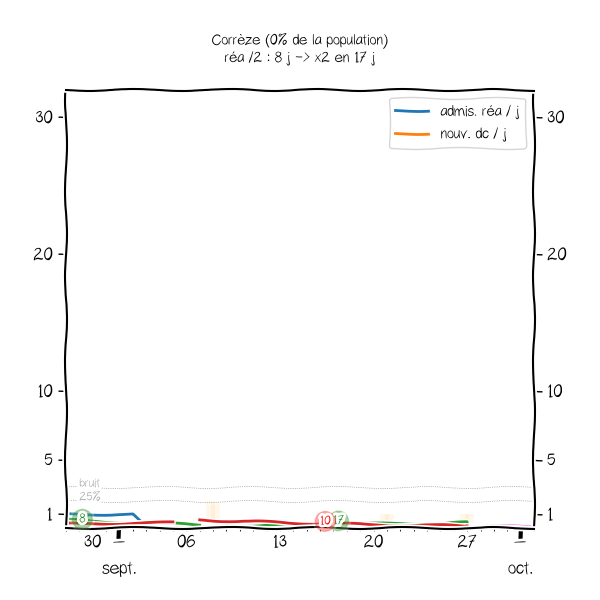 Corrèze (0% de la population)
réa /2 : 8 j -> x2 en 17 j
admis. réa / j
nouv. dc / j
30 30
20 20
10 10
5 5
bruit
25%
1 1
8 10 17
30 06 13 20 27
sept. oct.